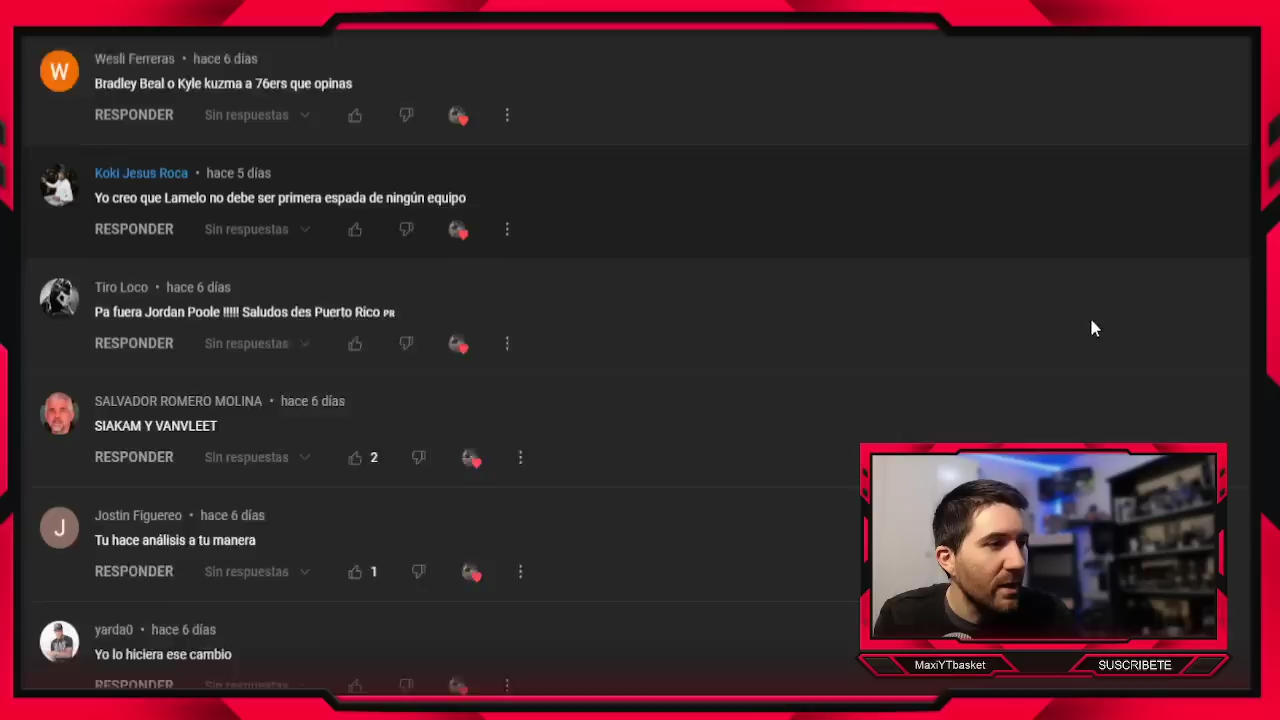 W
Wesli Ferreras • hace 6 días
Bradley Beal o Kyle kuzma a 76ers que opinas
RESPONDER Sin respuestas
Koki Jesus Roca • hace 5 días
Yo creo que Lamelo no debe ser primera espada de ningún equipo
RESPONDER Sin respuestas
Tiro Loco • hace 6 días
Pa fuera Jordan Poole !!!!! Saludos des Puerto Rico PR
RESPONDER Sin respuestas
SALVADOR ROMERO MOLINA • hace 6 días
SIAKAM Y VANVLEET
RESPONDER Sin respuestas 2
J
Jostin Figuereo • hace 6 días
Tu hace análisis a tu manera
RESPONDER Sin respuestas 1
yarda0 • hace 6 días
Yo lo hiciera ese cambio
RESPONDER Sin respuestas
MaxiYTbasket
SUSCRIBETE